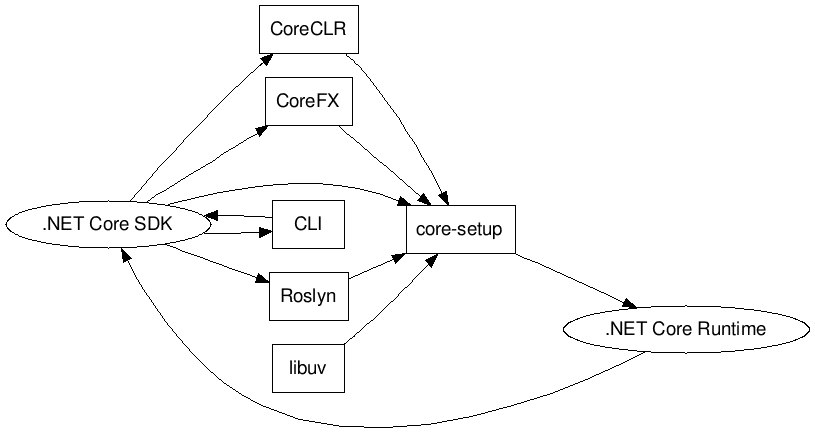 CoreCLR
CoreFX
.NET Core SDK
CLI
core-setup
Roslyn
.NET Core Runtime
libuv